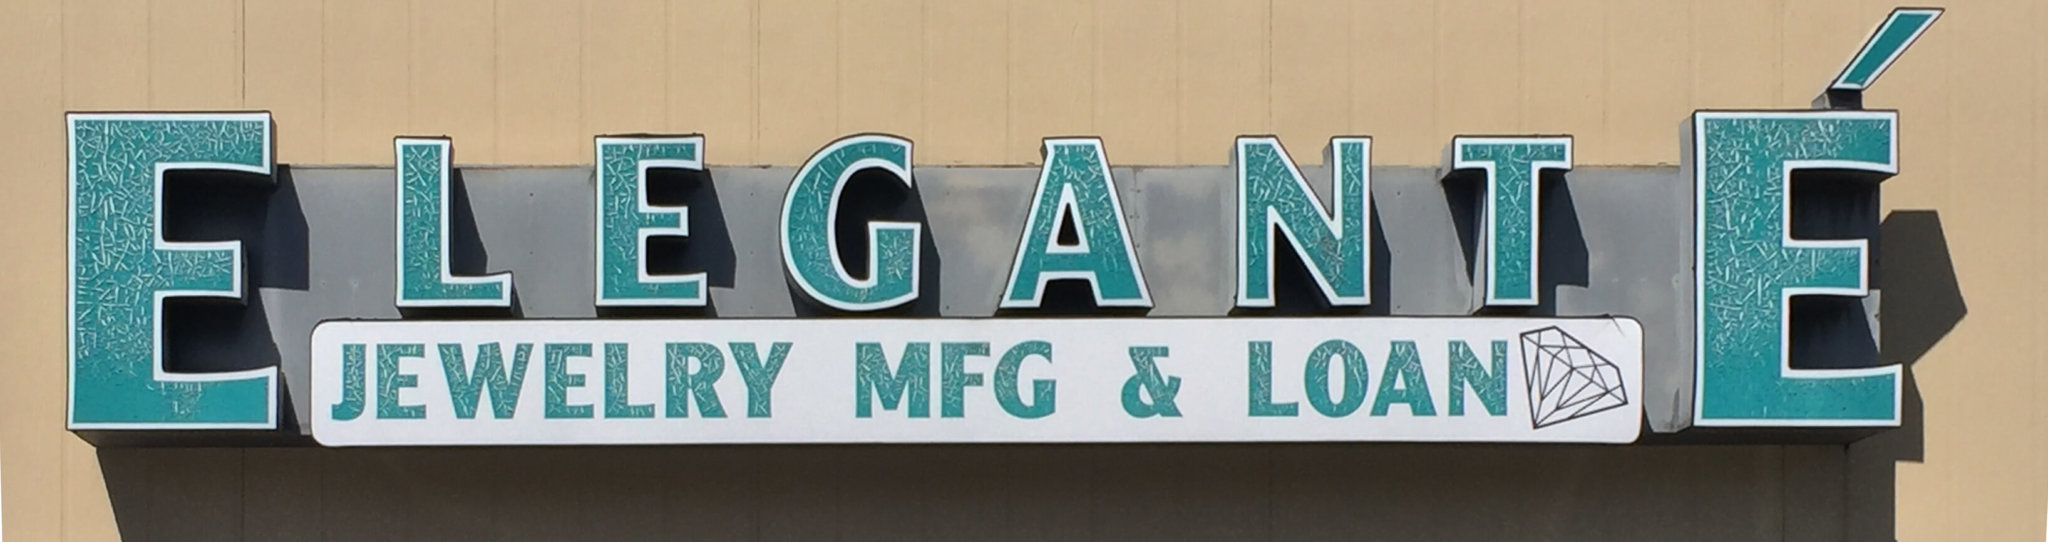 ELEGANTÉ
JEWELRY MFG & LOAN